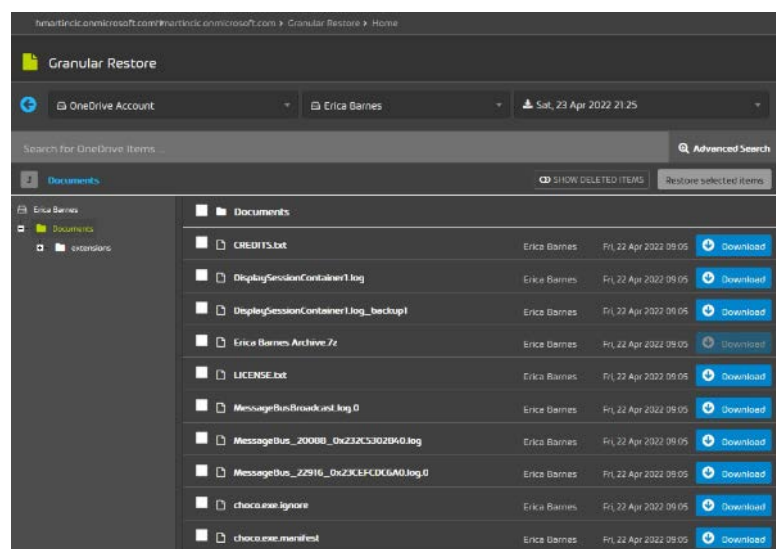 hmartincic.onmicrosoft.com?#martincic.onmicrosoft.com > Granular Restore > Home
Granular Restore
OneDrive Account Erica Barnes Sat, 23 Apr 2022 21:25
Search for OneDrive Items ... Advanced Search
Documents SHOW DELETED ITEMS Restore selected items
Erica Barnes
Documents
extensions
Documents
CREDITS.txt Erica Barnes Fri, 22 Apr 2022 09:05 Download
DisplaySessionContainer1.log Erica Barnes Fri, 22 Apr 2022 09:05 Download
DisplaySessionContainer1.log_backup1 Erica Barnes Fri, 22 Apr 2022 09:05 Download
Erica Barnes Archive.7z Erica Barnes Fri, 22 Apr 2022 09:05 Download
LICENSE.txt Erica Barnes Fri, 22 Apr 2022 09:05 Download
MessageBusBroadcast.log.0 Erica Barnes Fri, 22 Apr 2022 09:05 Download
Erica Barnes Fri, 22 Apr 2022 09:05 Download
Erica Barnes Fri, 22 Apr 2022 09:05 Download
choco.exe.ignore Erica Barnes Fri, 22 Apr 2022 09:05 Download
choco.exe.manifest Erica Barnes Fri, 22 Apr 2022 09:05 Download